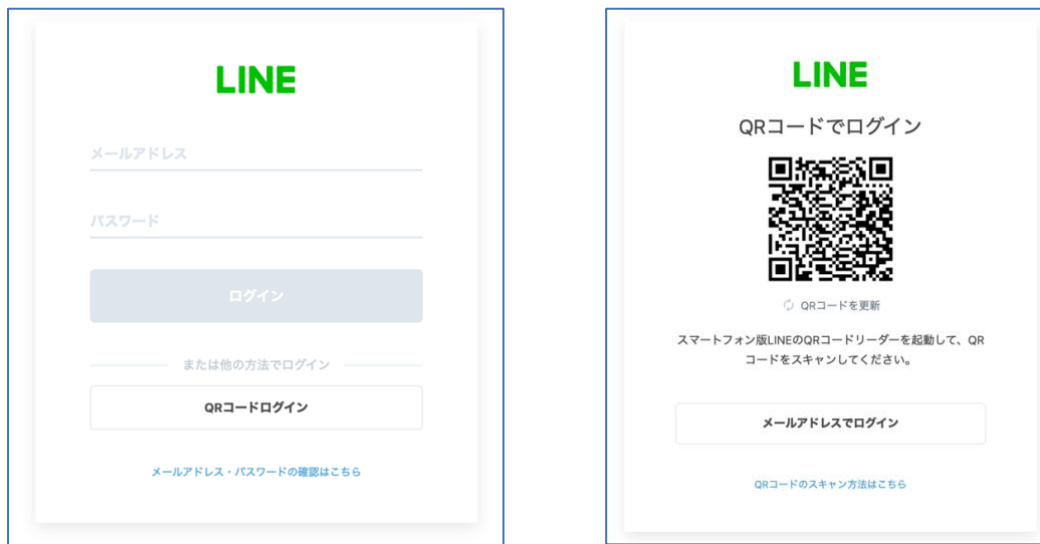 LINE
メールアドレス
パスワード
ログイン
または他の方法でログイン
QRコードログイン
メールアドレス・パスワードの確認はこちら
LINE
QRコードでログイン
QRコードを更新
スマートフォン版LINEのQRコードリーダーを起動して、QR
コードをスキャンしてください。
メールアドレスでログイン
QRコードのスキャン方法はこちら